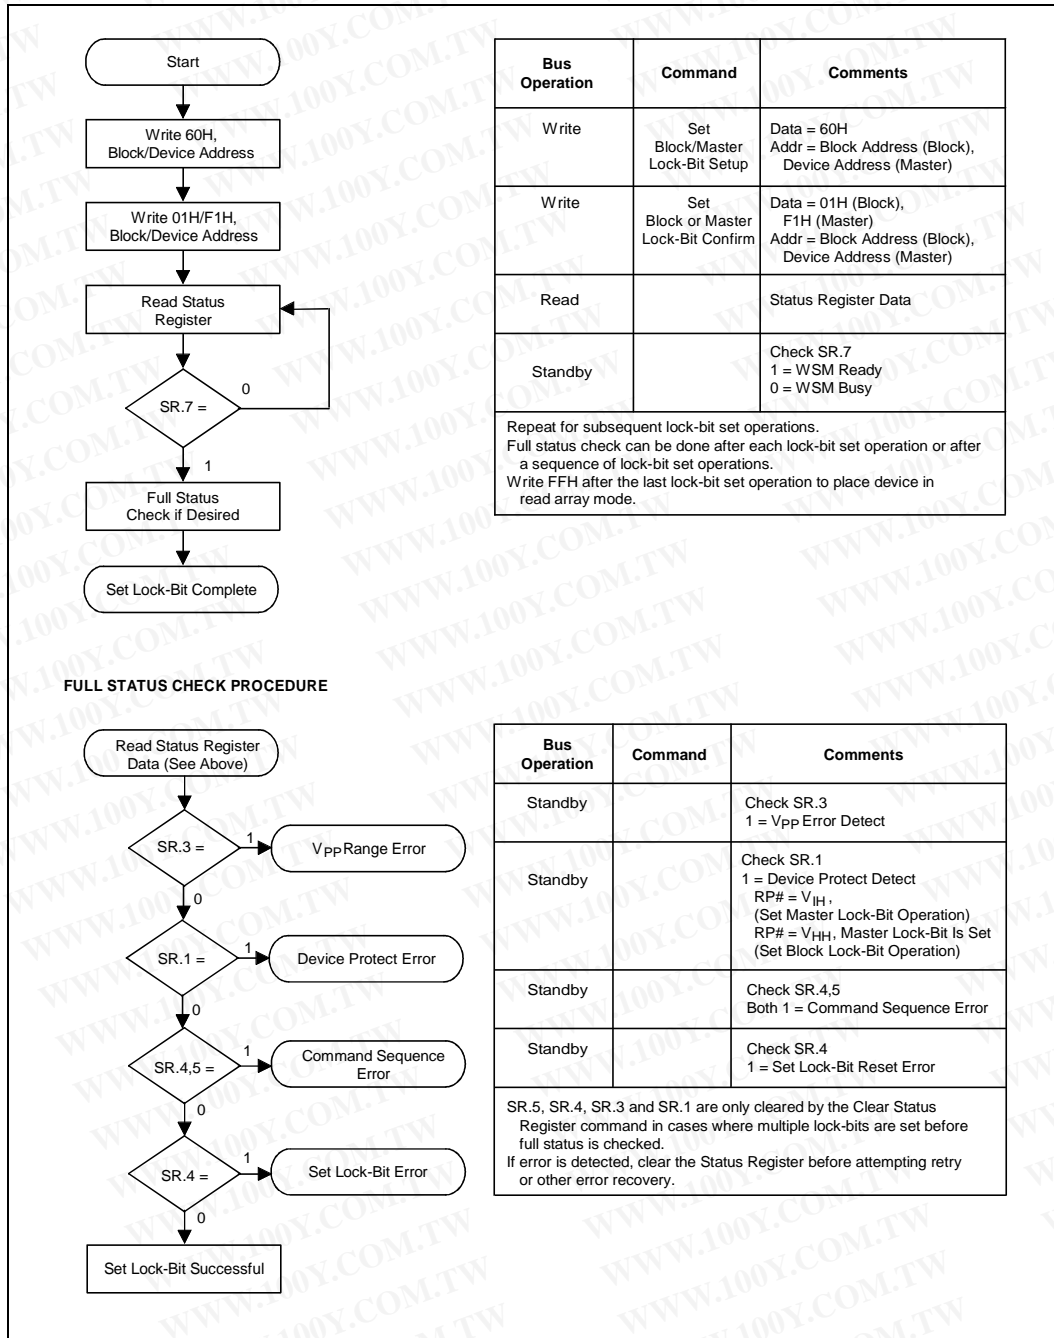 Start
Write 60H,
Block/Device Address
Write 01H/F1H,
Block/Device Address
Read Status
Register
SR.7 =
0
1
Full Status
Check if Desired
Set Lock-Bit Complete
Bus
Operation
Command
Comments
Write
Set
Block/Master
Lock-Bit Setup
Data = 60H
Addr = Block Address (Block),
Device Address (Master)
Write
Set
Block or Master
Lock-Bit Confirm
Data = 01H (Block),
F1H (Master)
Addr = Block Address (Block),
Device Address (Master)
Read
Status Register Data
Standby
Check SR.7
1 = WSM Ready
0 = WSM Busy
Repeat for subsequent lock-bit set operations.
Full status check can be done after each lock-bit set operation or after
a sequence of lock-bit set operations.
Write FFH after the last lock-bit set operation to place device in
read array mode.
FULL STATUS CHECK PROCEDURE
Read Status Register
Data (See Above)
SR.3 =
1
VPP Range Error
0
SR.1 =
1
Device Protect Error
0
SR.4,5 =
1
Command Sequence
Error
0
SR.4 =
1
Set Lock-Bit Error
0
Set Lock-Bit Successful
Bus
Operation
Command
Comments
Standby
Check SR.3
1 = VPP Error Detect
Standby
Check SR.1
1 = Device Protect Detect
RP# = VIH,
(Set Master Lock-Bit Operation)
RP# = VHH, Master Lock-Bit Is Set
(Set Block Lock-Bit Operation)
Standby
Check SR.4,5
Both 1 = Command Sequence Error
Standby
Check SR.4
1 = Set Lock-Bit Reset Error
SR.5, SR.4, SR.3 and SR.1 are only cleared by the Clear Status
Register command in cases where multiple lock-bits are set before
full status is checked.
If error is detected, clear the Status Register before attempting retry
or other error recovery.
WWW.100Y.COM.TW